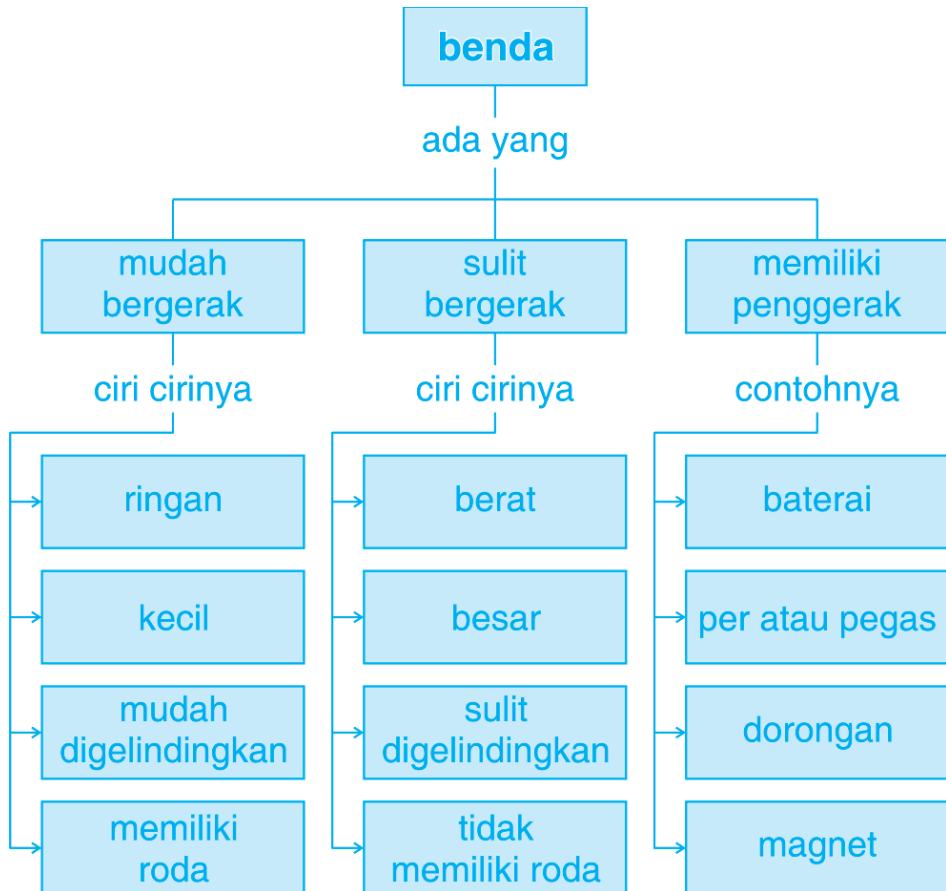 benda
ada yang
mudah
bergerak
ciri cirinya
ringan
kecil
mudah
digelindingkan
memiliki
roda
sulit
bergerak
ciri cirinya
berat
besar
sulit
digelindingkan
tidak
memiliki roda
memiliki
penggerak
contohnya
baterai
per atau pegas
dorongan
magnet